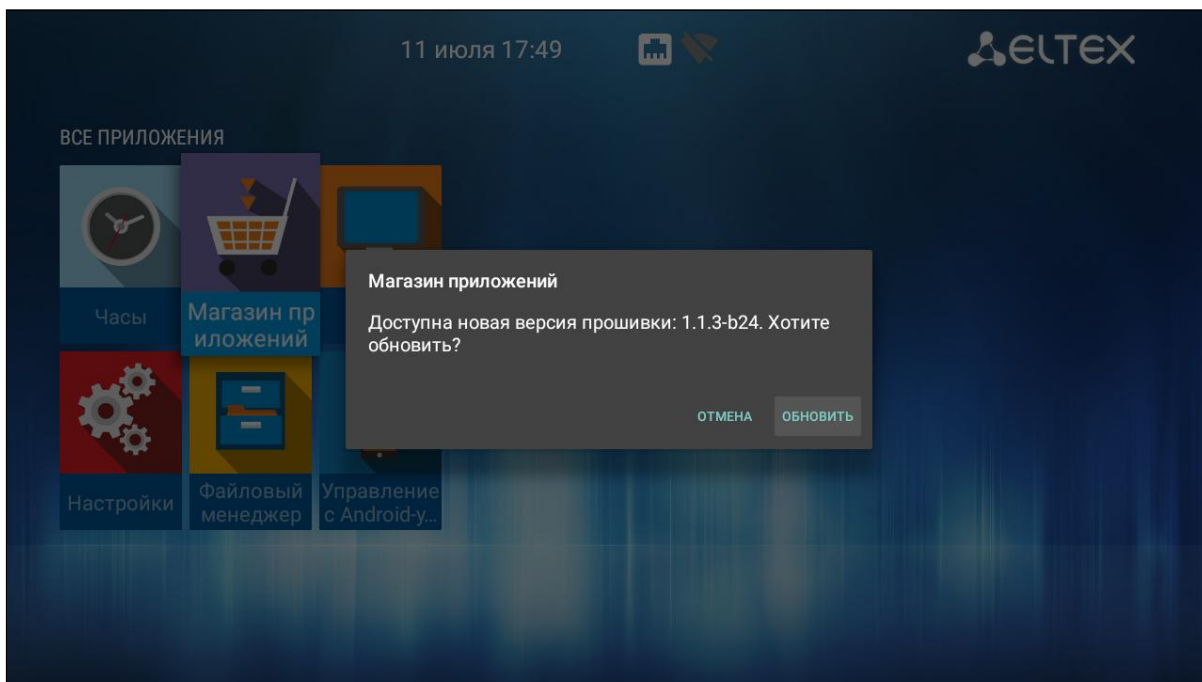 11 июля 17:49
ELTEX
ВСЕ ПРИЛОЖЕНИЯ
Часы
Магазин пр
иложений
Магазин приложений
Доступна новая версия прошивки: 1.1.3-b24. Хотите
обновить?
ОТМЕНА
ОБНОВИТЬ
Настройки
Файловый
менеджер
Управление
с Android-у...